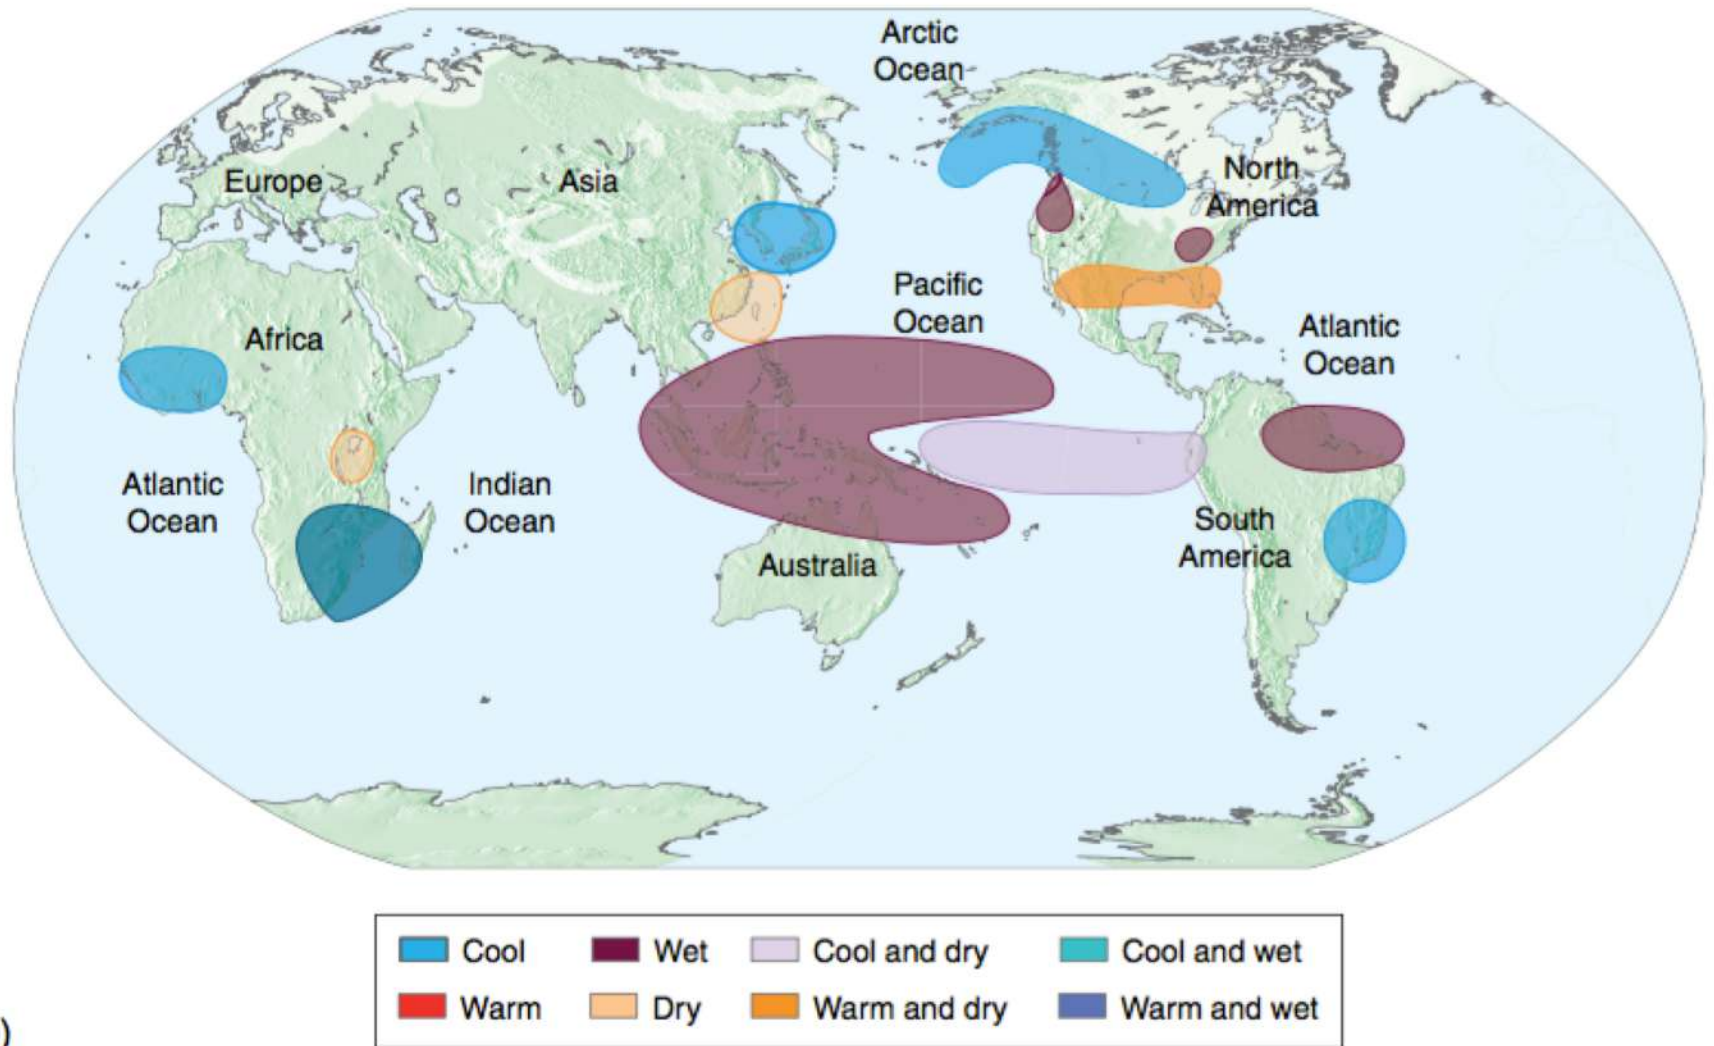 Arctic
Ocean
Europe
Asia
North
America
Pacific
Ocean
Africa
Atlantic
Ocean
Atlantic
Ocean
Indian
Ocean
South
America
Australia
Cool
Wet
Cool and dry
Cool and wet
Warm
Dry
Warm and dry
Warm and wet
)